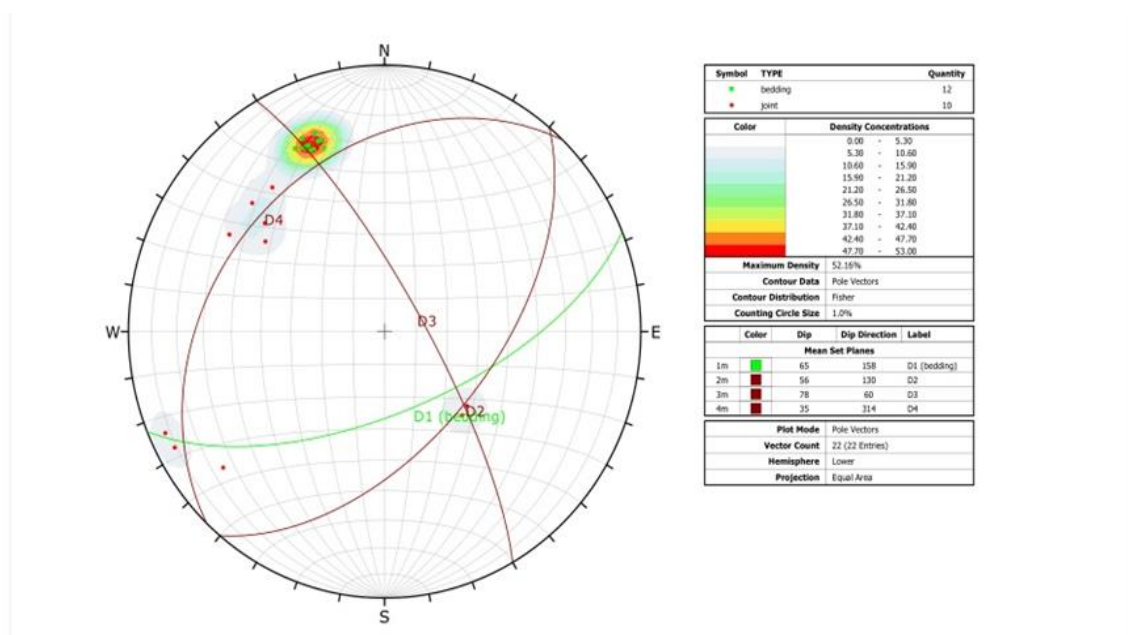 N
D4
D3
W
E
D2
D1 (bedding)
S
Symbol TYPE Quantity
bedding 12
joint 10
Color Density Concentrations
0.00 - 5.30
5.30 - 10.60
10.60 - 15.90
15.90 - 21.20
21.20 - 26.50
26.50 - 31.80
31.80 - 37.10
37.10 - 42.40
42.40 - 47.70
47.70 - 53.00
Maximum Density 52.16%
Contour Data Pole Vectors
Contour Distribution Fisher
Counting Circle Size 1.0%
Color Dip Dip Direction Label
Mean Set Planes
1m 65 158 D1 (bedding)
2m 56 130 D2
3m 78 60 D3
4m 35 314 D4
Plot Mode Pole Vectors
Vector Count 22 (22 Entries)
Hemisphere Lower
Projection Equal Area